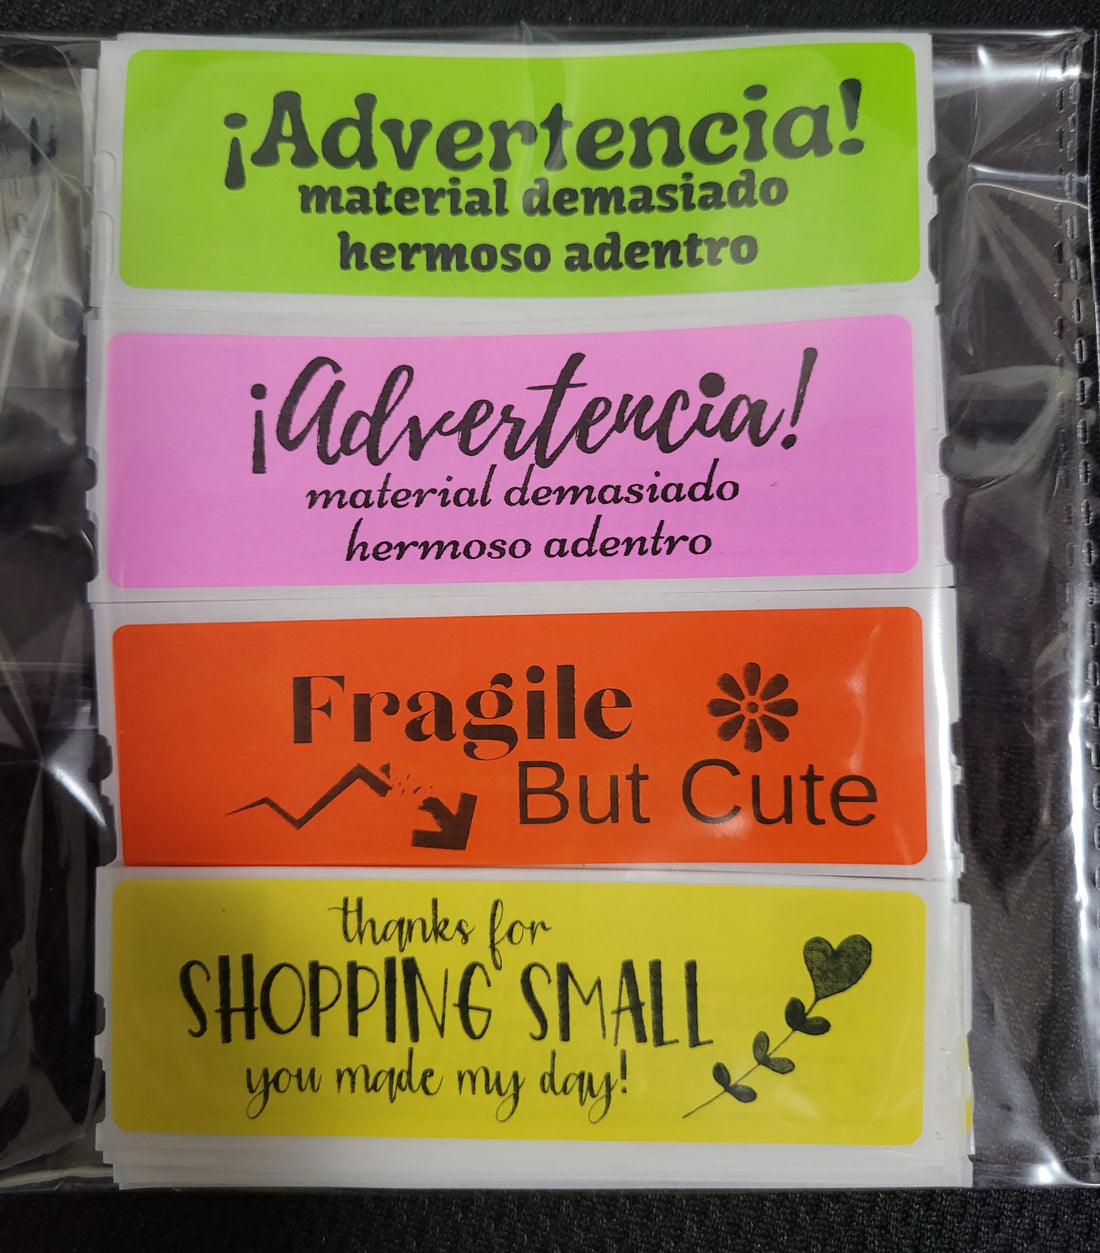 ¡Advertencia!
material demasiado
hermoso adentro
¡Advertencia!
material demasiado
hermoso adentro
Fragile
But Cute
thanks for
SHOPPING SMALL
you made my day!